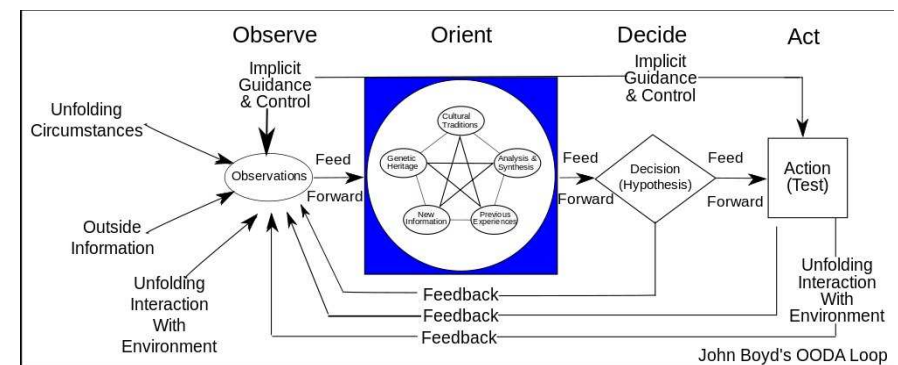 Observe
Orient
Decide
Act
Implicit
Guidance
& Control
Implicit
Guidance
& Control
Unfolding
Circumstances
Observations
Feed
Forward
Cultural
Traditions
Genetic
Heritage
Analysis &
Synthesis
New
Information
Previous
Experiences
Feed
Forward
Decision
(Hypothesis)
Feed
Forward
Action
(Test)
Outside
Information
Unfolding
Interaction
With
Environment
Feedback
Feedback
Feedback
Unfolding
Interaction
With
Environment
John Boyd's OODA Loop